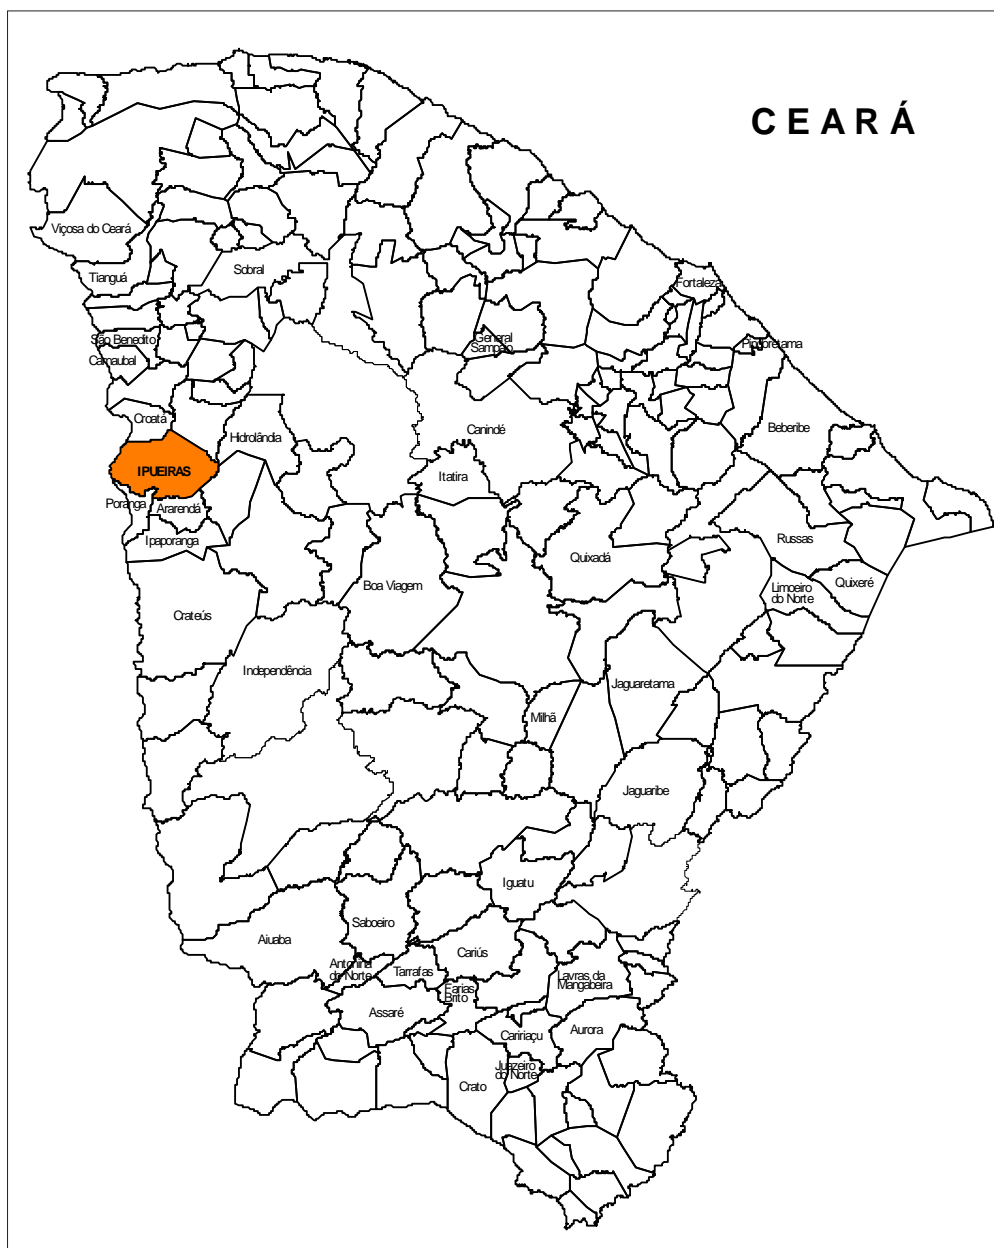 CEARÁ
Viçosa do Ceará
Tianguá
Sobral
Fortaleza
São Benedito
General
Sampaio
Carnaubal
Croatá
Canindé
Beberibe
Hidrolândia
IPUEIRAS
Itatira
Poranga
Ararendá
Ipaporanga
Russas
Quixadá
Boa Viagem
Quixeré
Limoeiro
do Norte
Crateús
Independência
Jaguaretama
Milhã
Jaguaribe
Iguatu
Saboeiro
Aiuaba
Cariús
Antonina
do Norte
Tarrafas
Lavras da
Mangabeira
Farias
Brito
Assaré
Caririaçu
Aurora
Juazeiro
do Norte
Crato